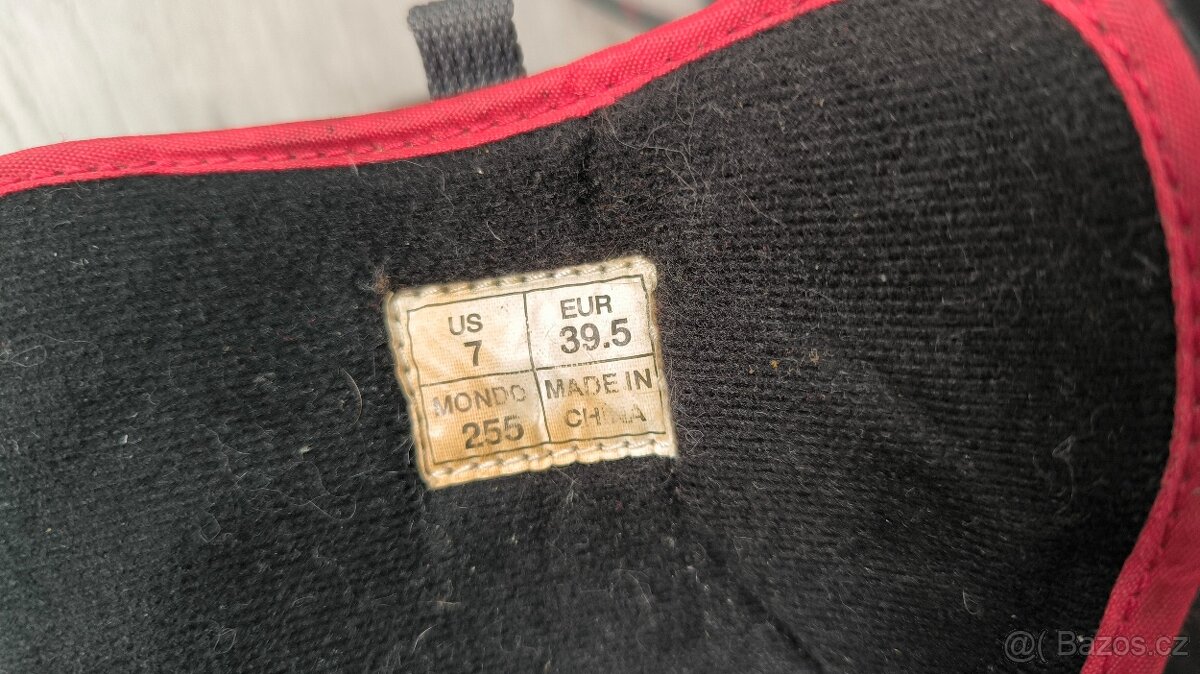 US
7
EUR
39.5
MONDO
255
MADE IN
CHINA
@( Bazos.cz